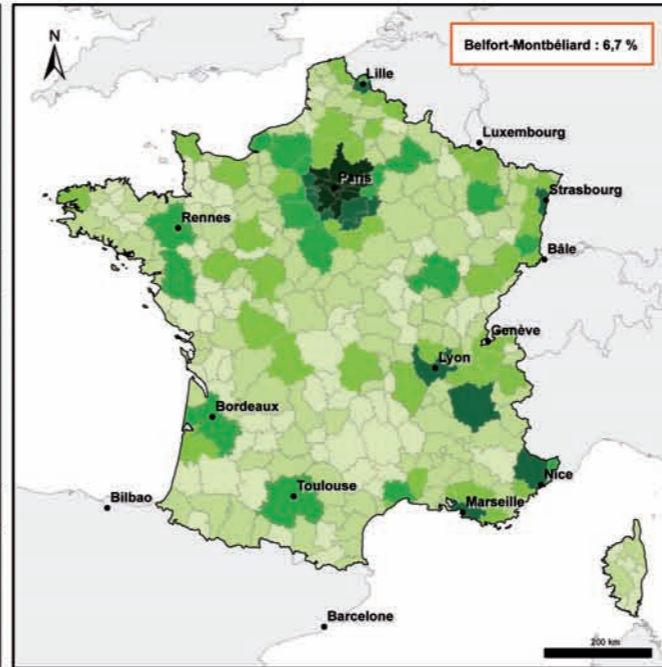 N
Belfort-Montbéliard : 6,7 %
Lille
Luxembourg
Paris
Strasbourg
Rennes
Bâle
Genève
Lyon
Bordeaux
Toulouse
Nice
Bilbao
Marseille
Barcelone
200 km